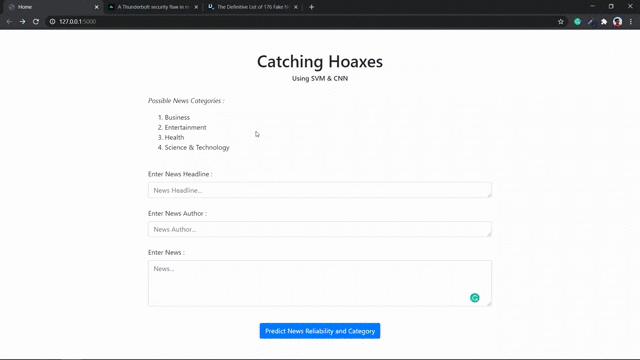 Home
A Thunderbolt security flaw in m
The Definitive List of 176 Fake N
127.0.0.1:5000
Catching Hoaxes
Using SVM & CNN
Possible News Categories :
1. Business
2. Entertainment
3. Health
4. Science & Technology
Enter News Headline :
News Headline...
Enter News Author :
News Author...
Enter News :
News...
Predict News Reliability and Category